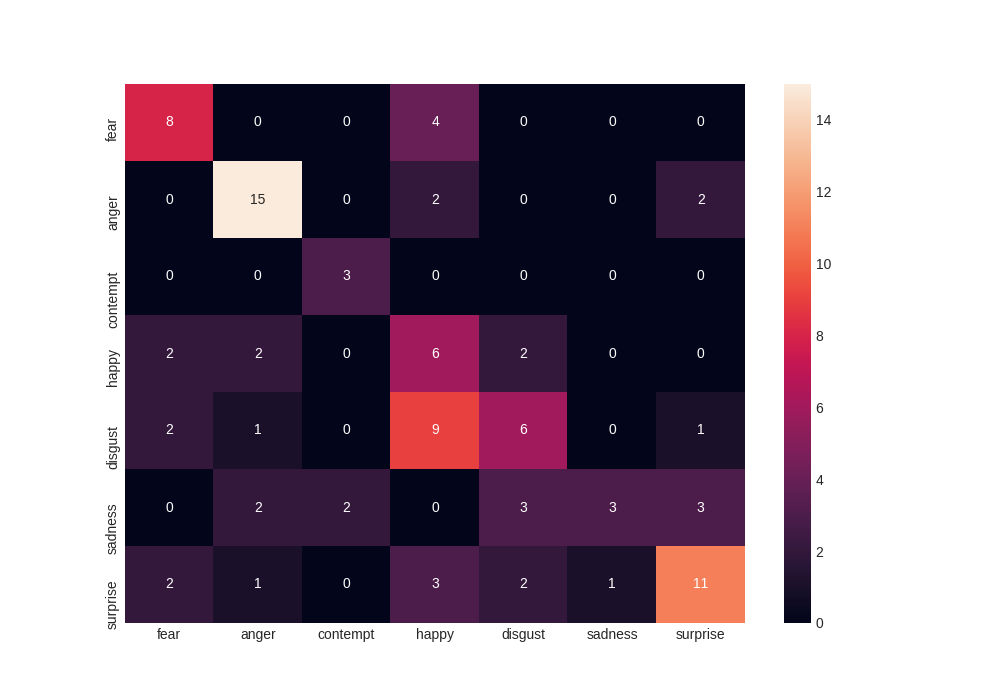 fear 8 0 0 4 0 0 0
anger 0 15 0 2 0 0 2
contempt 0 0 3 0 0 0 0
happy 2 2 0 6 2 0 0
disgust 2 1 0 9 6 0 1
sadness 0 2 2 0 3 3 3
surprise 2 1 0 3 2 1 11
fear anger contempt happy disgust sadness surprise
14
12
10
8
6
4
2
0